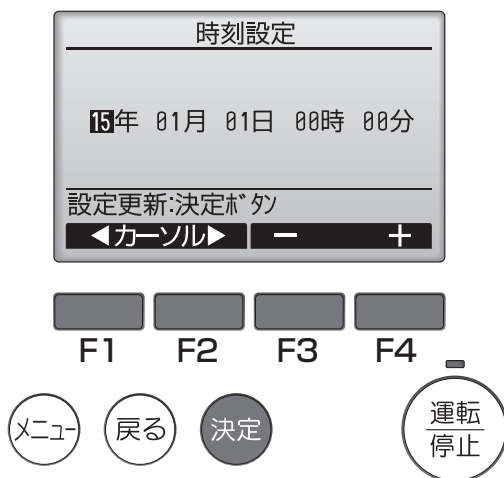 時刻設定
15年 01月 01日 00時 00分
設定更新:決定ボタン
◀カーソル▶ − +
F1 F2 F3 F4
メニュー 戻る 決定 運転
停止